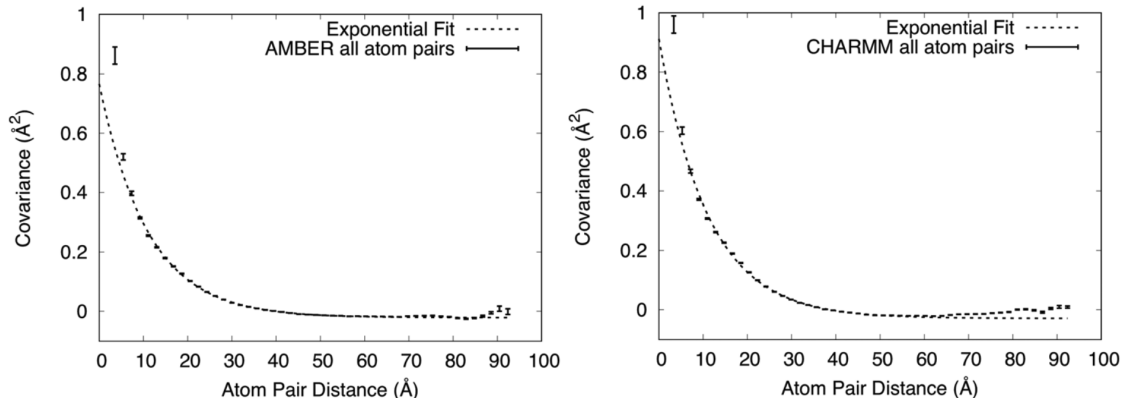 1
0.8
0.6
0.4
0.2
0
Covariance (Å²)
Exponential Fit
AMBER all atom pairs
0 10 20 30 40 50 60 70 80 90 100
Atom Pair Distance (Å)
1
0.8
0.6
0.4
0.2
0
Covariance (Å²)
Exponential Fit
CHARMM all atom pairs
0 10 20 30 40 50 60 70 80 90 100
Atom Pair Distance (Å)